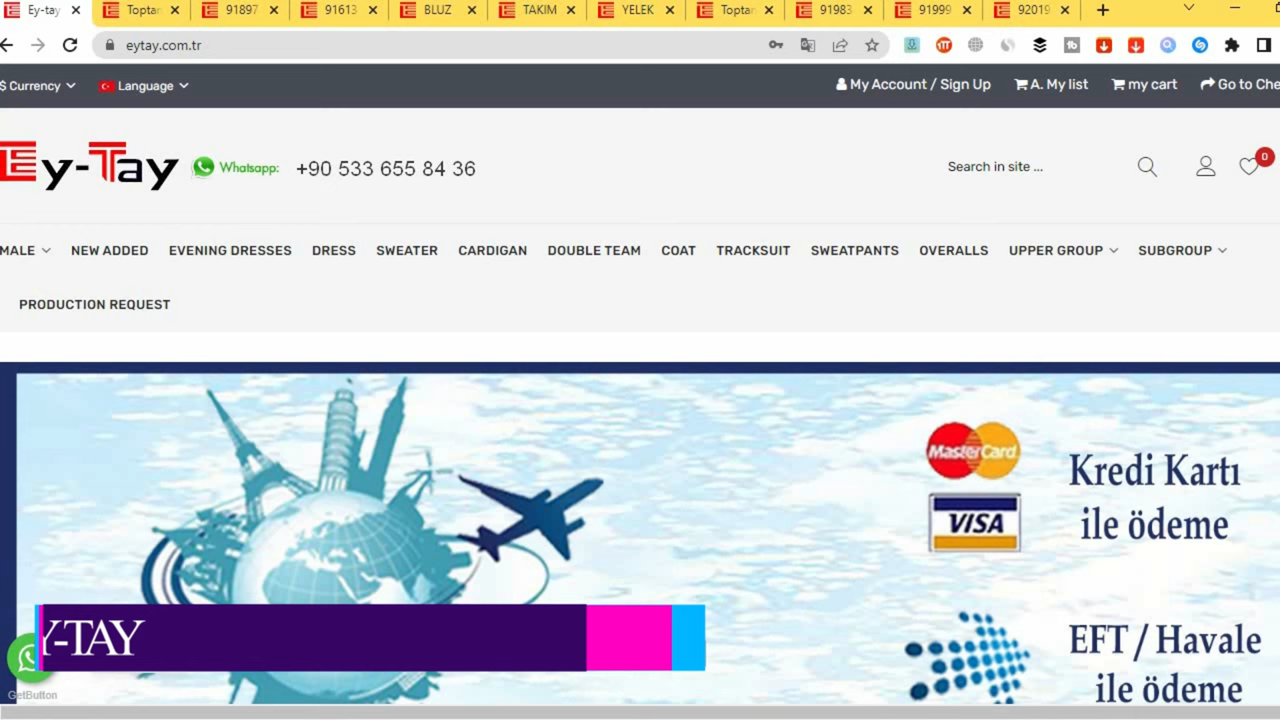 Ey-tay
Toptan
91897
91613
BLUZ
TAKIM
YELEK
Toptan
91983
91999
92019
eytay.com.tr
$ Currency
Language
My Account / Sign Up
A. My list
my cart
Go to Che
Ey-Tay
Whatsapp:
+90 533 655 84 36
Search in site ...
0
MALE
NEW ADDED
EVENING DRESSES
DRESS
SWEATER
CARDIGAN
DOUBLE TEAM
COAT
TRACKSUIT
SWEATPANTS
OVERALLS
UPPER GROUP
SUBGROUP
PRODUCTION REQUEST
MasterCard
Kredi Kartı
ile ödeme
VISA
EFT / Havale
ile ödeme
Y-TAY
GetButton